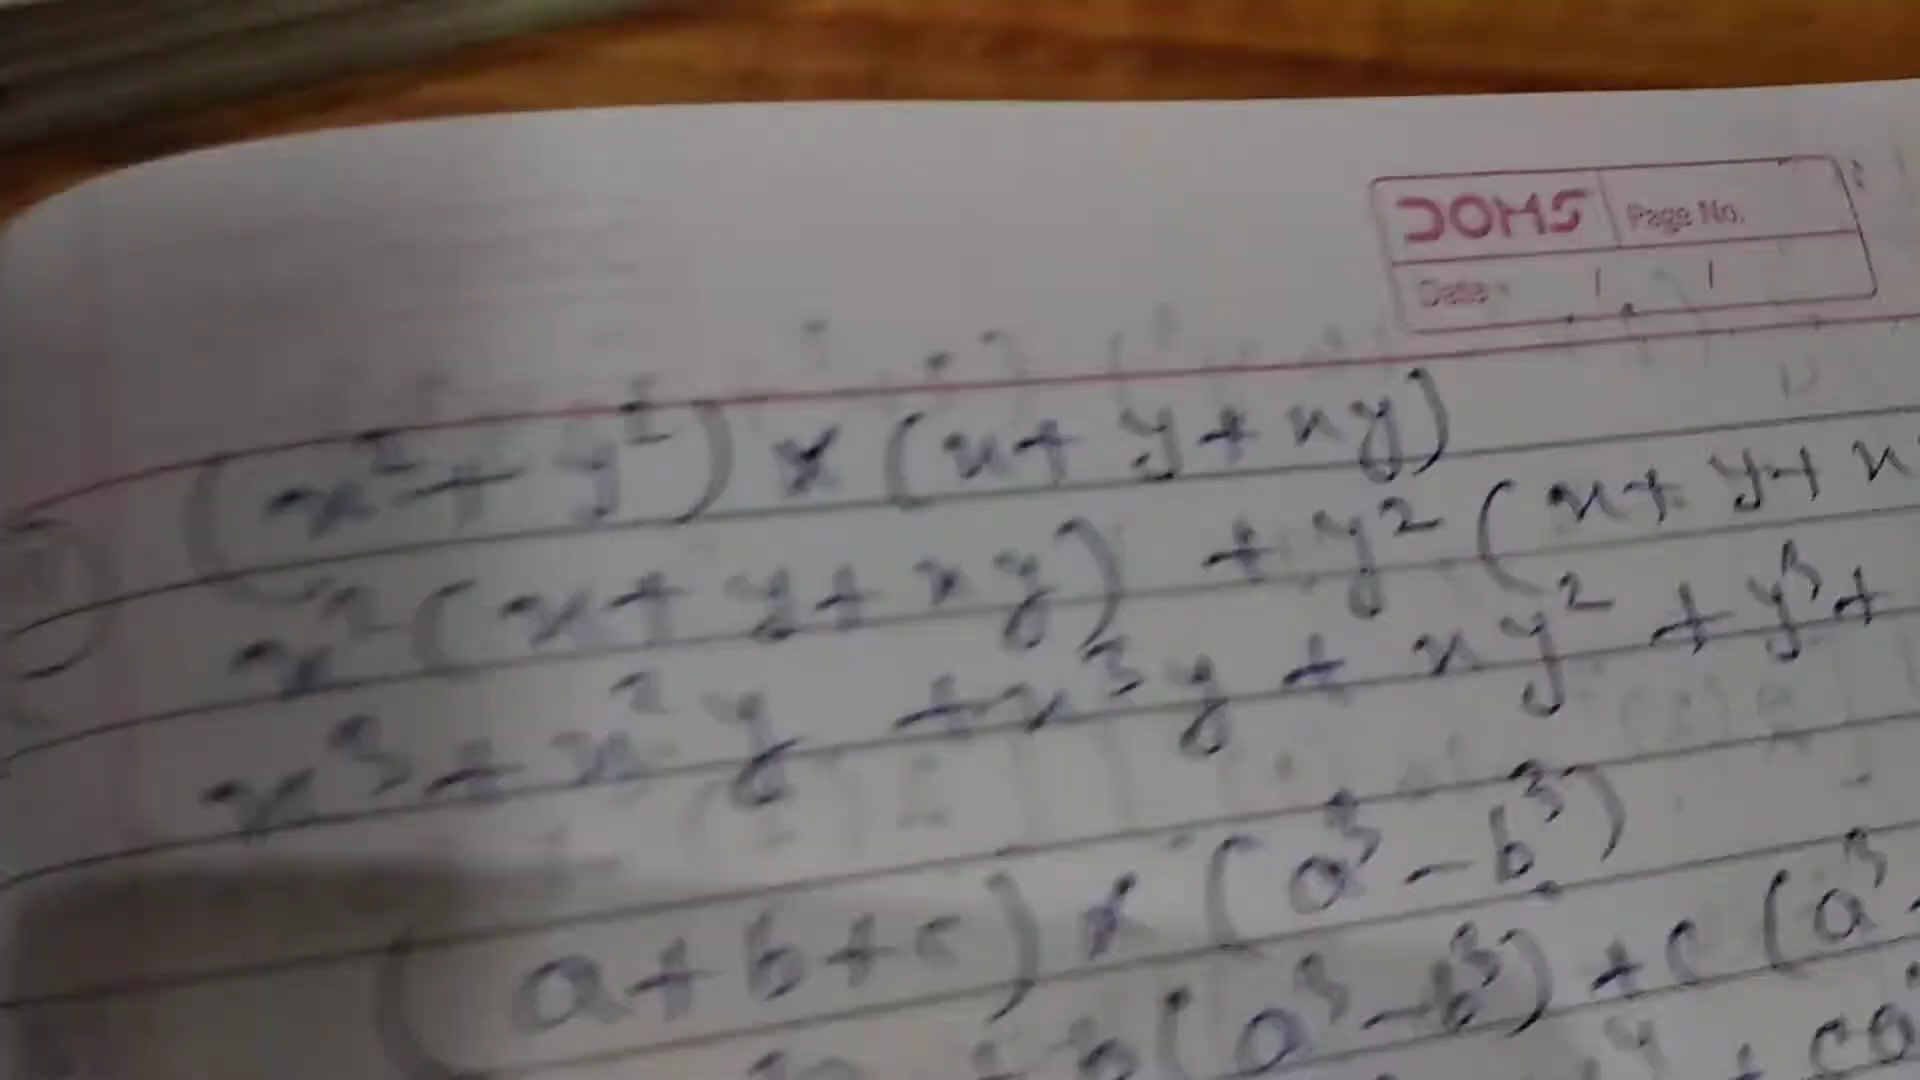 DOMS Page No.
Date: / /
(x² + y²) × (x + y + xy)
x² (x + y + xy) + y² (x + y + x
x³ + x²y + x³y + xy² + y³ +
(a + b + c) × (a³ - b³)
+ b (a³ - b³) + c (a³ -